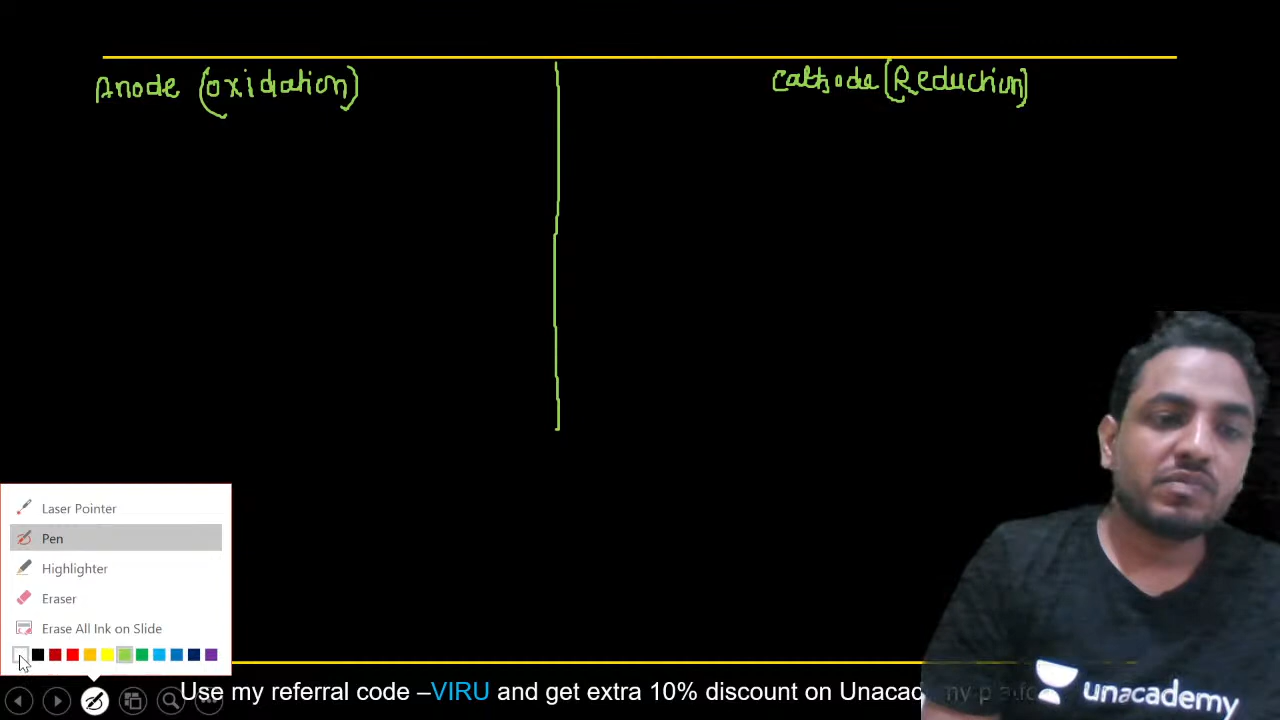 Anode (oxidation)
Cathode (Reduction)
Laser Pointer
Pen
Highlighter
Eraser
Erase All Ink on Slide
Use my referral code –VIRU and get extra 10% discount on Unacademy
unacademy